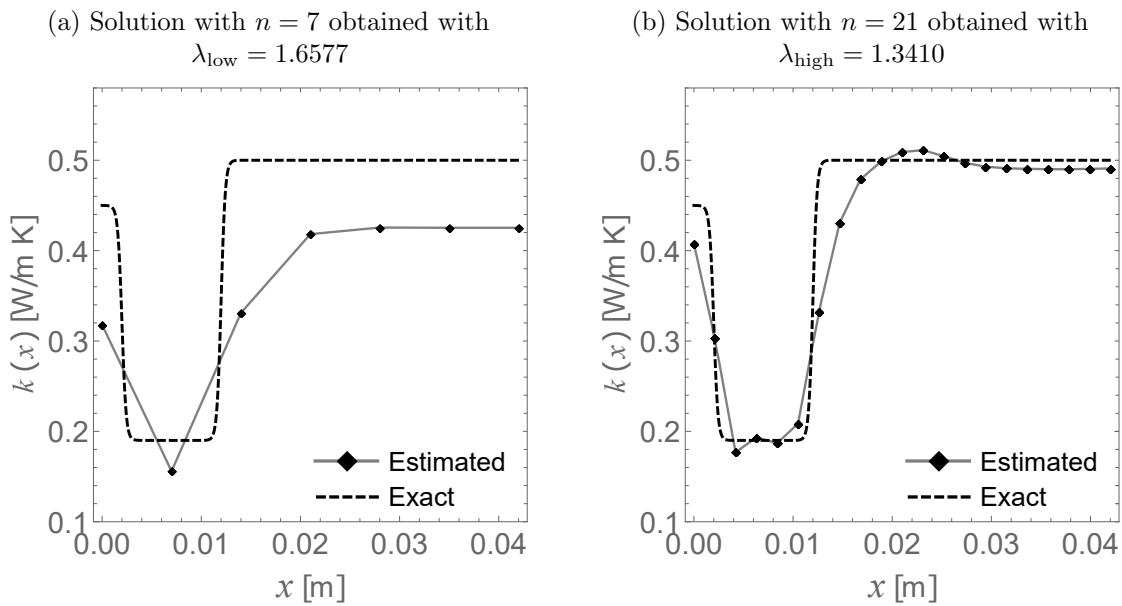 (a) Solution with n = 7 obtained with
λlow = 1.6577
0.5
0.4
0.3
0.2
0.1
k (x) [W/m K]
Estimated
Exact
0.00 0.01 0.02 0.03 0.04
x [m]
(b) Solution with n = 21 obtained with
λhigh = 1.3410
0.5
0.4
0.3
0.2
0.1
k (x) [W/m K]
Estimated
Exact
0.00 0.01 0.02 0.03 0.04
x [m]